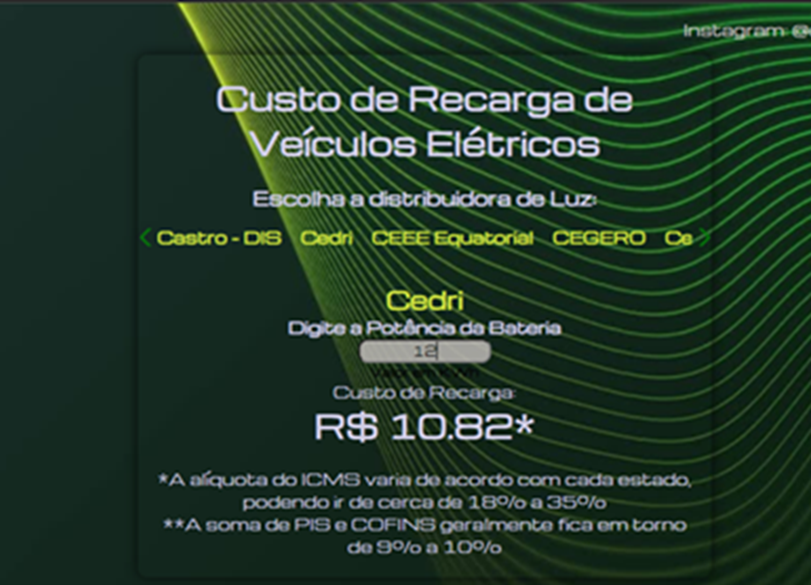 Instagram: @
Custo de Recarga de
Veículos Elétricos
Escolha a distribuidora de Luz:
Castro - DIS Cedri CEEE Equatorial CEGERO Ce
Cedri
Digite a Potência da Bateria
12
Custo de Recarga:
R$ 10.82*
*A alíquota do ICMS varia de acordo com cada estado,
podendo ir de cerca de 18% a 35%
**A soma de PIS e COFINS geralmente fica em torno
de 9% a 10%